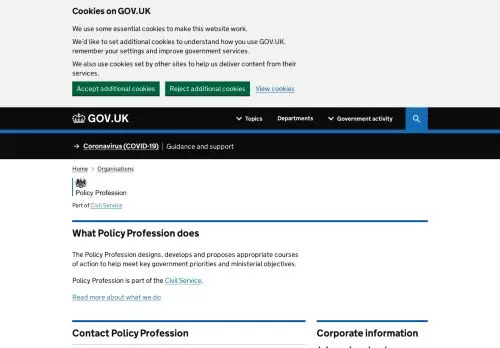 Cookies on GOV.UK
We use some essential cookies to make this website work.
We'd like to set additional cookies to understand how you use GOV.UK,
remember your settings and improve government services.
We also use cookies set by other sites to help us deliver content from their
services.
Accept additional cookies Reject additional cookies View cookies
GOV.UK Topics Departments Government activity
→ Coronavirus (COVID-19) Guidance and support
Home > Organisations
Policy Profession
Part of Civil Service
What Policy Profession does
The Policy Profession designs, develops and proposes appropriate courses
of action to help meet key government priorities and ministerial objectives.
Policy Profession is part of the Civil Service.
Read more about what we do
Contact Policy Profession Corporate information